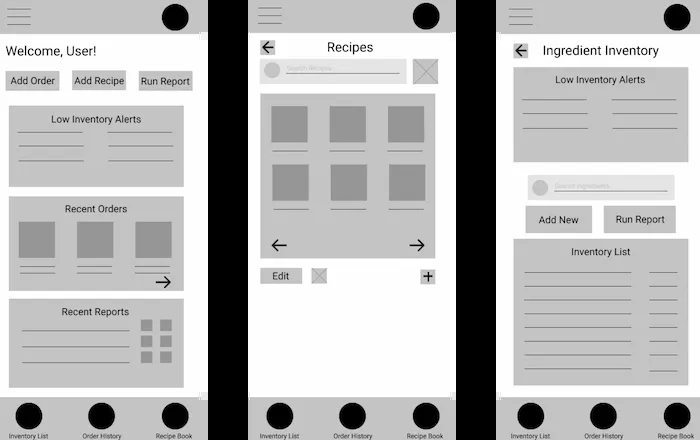 Welcome, User!
Add Order Add Recipe Run Report
Low Inventory Alerts
Recent Orders
Recent Reports
Inventory List Order History Recipe Book
Recipes
Search Recipes...
Edit
Inventory List Order History Recipe Book
Ingredient Inventory
Low Inventory Alerts
Search Ingredients...
Add New Run Report
Inventory List
Inventory List Order History Recipe Book